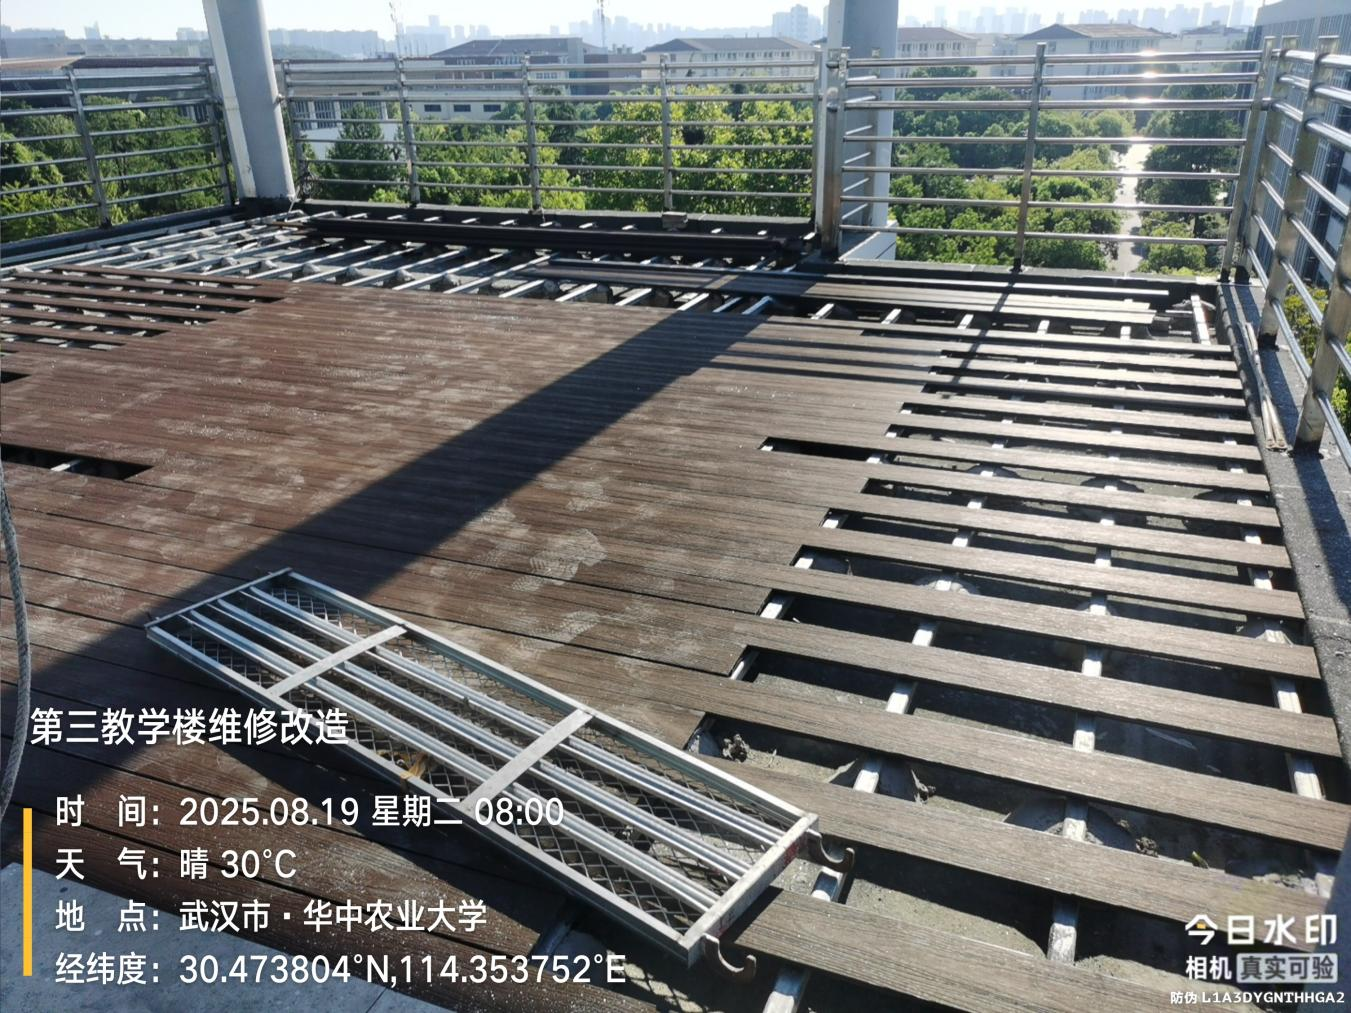 第三教学楼维修改造
时 间：2025.08.19 星期二 08:00
天 气：晴 30°C
地 点：武汉市·华中农业大学
经纬度：30.473804°N,114.353752°E
今日水印
相机 真实可验
防伪 L1A3DYGNTHHGA2